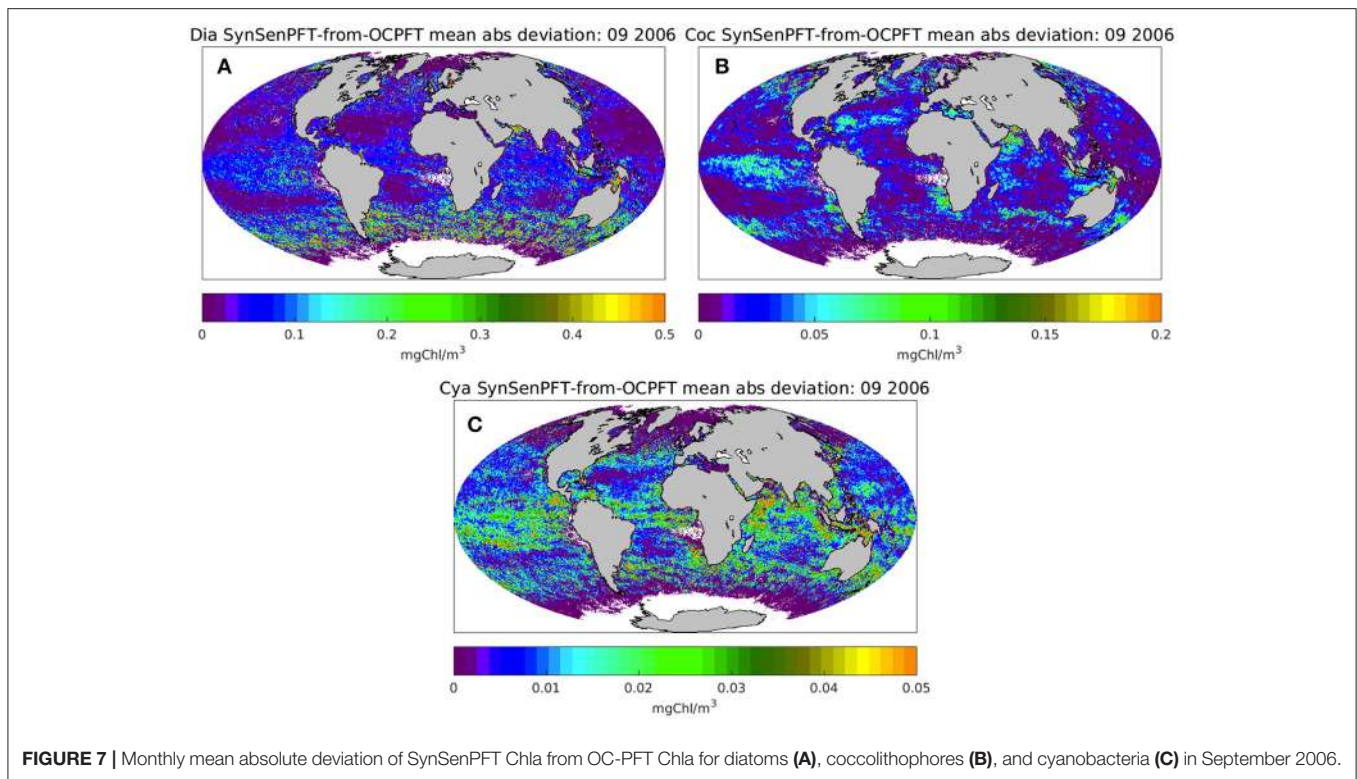 Dia SynSenPFT-from-OCPFT mean abs deviation: 09 2006
A
0 0.1 0.2 0.3 0.4 0.5
mgChl/m³
Coc SynSenPFT-from-OCPFT mean abs deviation: 09 2006
B
0 0.05 0.1 0.15 0.2
mgChl/m³
Cya SynSenPFT-from-OCPFT mean abs deviation: 09 2006
C
0 0.01 0.02 0.03 0.04 0.05
mgChl/m³
FIGURE 7 | Monthly mean absolute deviation of SynSenPFT Chla from OC-PFT Chla for diatoms (A), coccolithophores (B), and cyanobacteria (C) in September 2006.